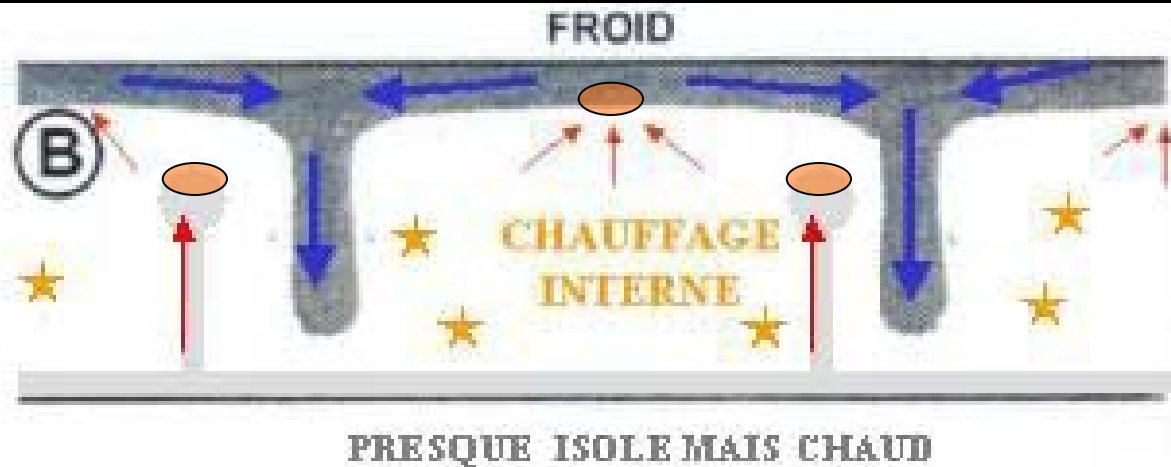 FROID
B
CHAUFFAGE
INTERNE
PRESQUE ISOLE MAIS CHAUD